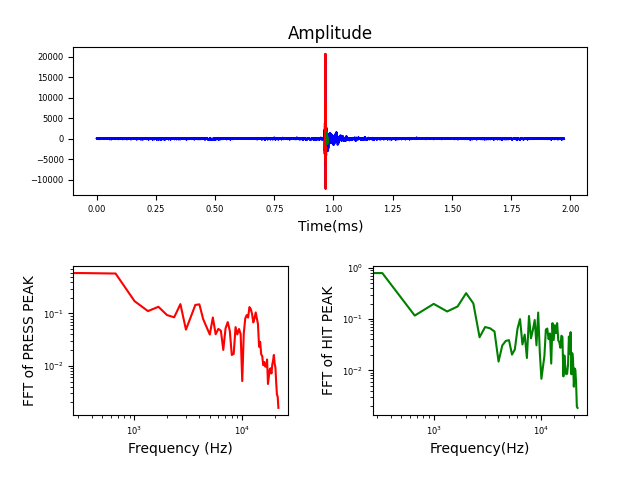 Amplitude
20000
15000
10000
5000
0
−5000
−10000
0.00 0.25 0.50 0.75 1.00 1.25 1.50 1.75 2.00
Time(ms)
FFT of PRESS PEAK
10⁻¹
10⁻²
10³ 10⁴
Frequency (Hz)
FFT of HIT PEAK
10⁰
10⁻¹
10⁻²
10³ 10⁴
Frequency(Hz)